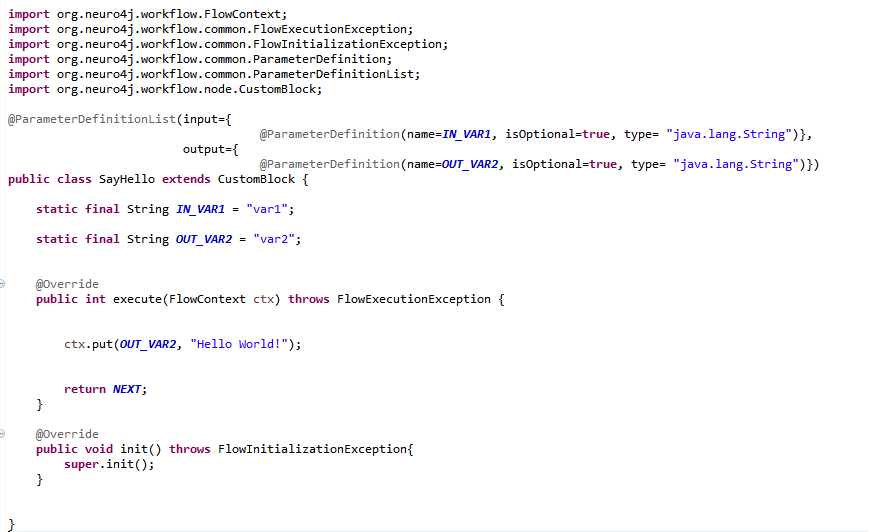 import org.neuro4j.workflow.FlowContext;
import org.neuro4j.workflow.common.FlowExecutionException;
import org.neuro4j.workflow.common.FlowInitializationException;
import org.neuro4j.workflow.common.ParameterDefinition;
import org.neuro4j.workflow.common.ParameterDefinitionList;
import org.neuro4j.workflow.node.CustomBlock;
@ParameterDefinitionList(input={
@ParameterDefinition(name=IN_VAR1, isOptional=true, type= "java.lang.String")},
output={
@ParameterDefinition(name=OUT_VAR2, isOptional=true, type= "java.lang.String")})
public class SayHello extends CustomBlock {
static final String IN_VAR1 = "var1";
static final String OUT_VAR2 = "var2";
@Override
public int execute(FlowContext ctx) throws FlowExecutionException {
ctx.put(OUT_VAR2, "Hello World!");
return NEXT;
}
@Override
public void init() throws FlowInitializationException{
super.init();
}
}